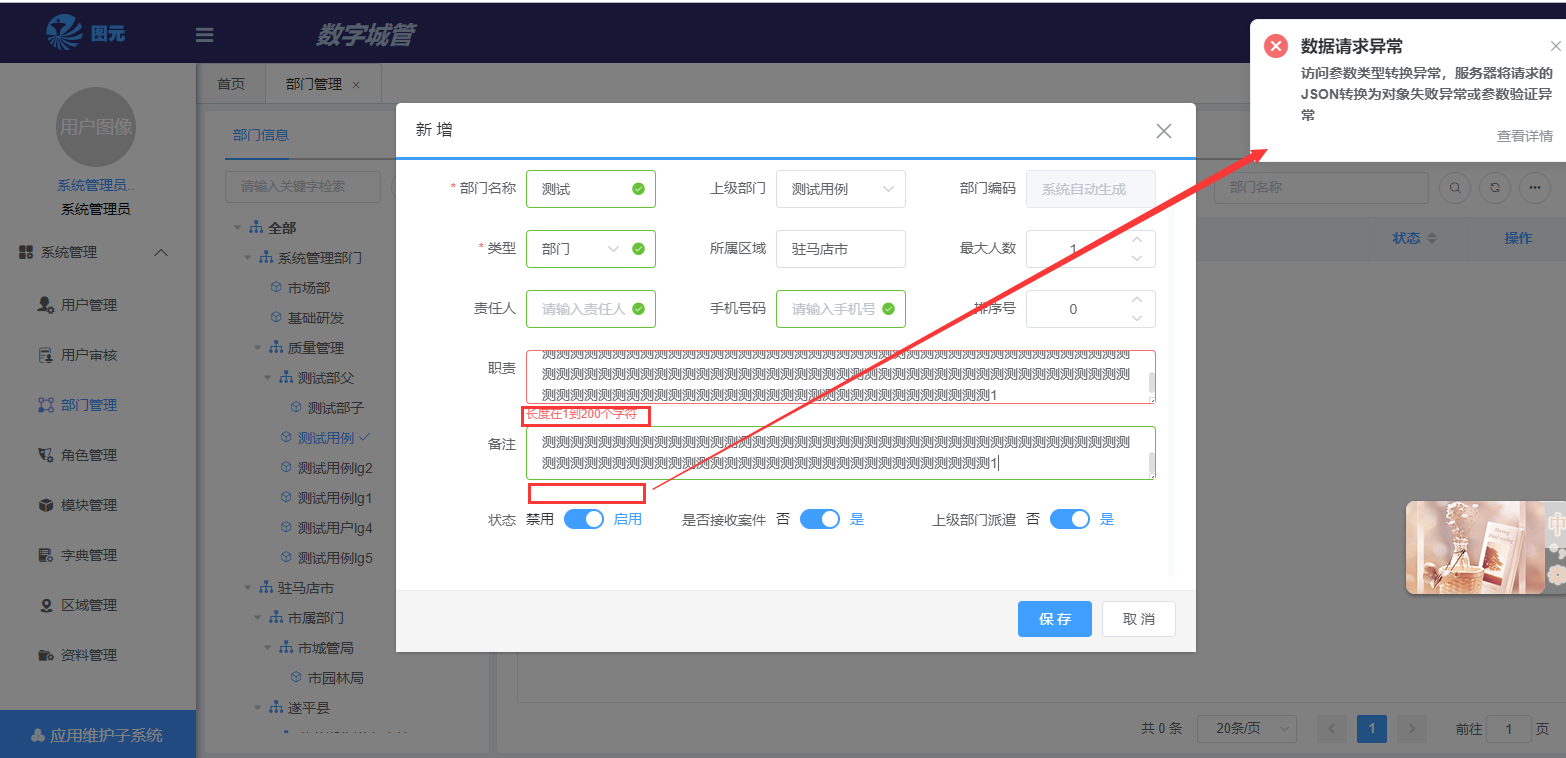 图元
数字城管
数据请求异常
访问参数类型转换异常，服务器将请求的
JSON转换为对象失败异常或参数验证异
常
查看详情
用户图像
系统管理员..
系统管理员
系统管理
用户管理
用户审核
部门管理
角色管理
模块管理
字典管理
区域管理
资料管理
应用维护子系统
首页
部门管理
部门信息
请输入关键字检索
全部
系统管理部门
市场部
基础研发
质量管理
测试部父
测试部子
测试用例
测试用例lg2
测试用例lg1
测试用户lg4
测试用例lg5
驻马店市
市属部门
市城管局
市园林局
遂平县
新增
* 部门名称 测试
上级部门 测试用例
部门编码 系统自动生成
* 类型 部门
所属区域 驻马店市
最大人数 1
责任人 请输入责任人
手机号码 请输入手机号
排序号 0
职责
测测测测测测测测测测测测测测测测测测测测测测测测测测测测测测测测测测测测测测测测测测
测测测测测测测测测测测测测测测测测测测测测测测测测测测测测测测测测测测测测测测测测测
测测测测测测测测测测测测测测测测测测测测测测测测测测测测测测测测1
长度在1到200个字符
备注
测测测测测测测测测测测测测测测测测测测测测测测测测测测测测测测测测测测测测测测测测测
测测测测测测测测测测测测测测测测测测测测测测测测测测测测测测测测1
状态 禁用 启用
是否接收案件 否 是
上级部门派遣 否 是
保存
取消
部门名称
状态
操作
共 0 条
20条/页
1
前往 1 页
中